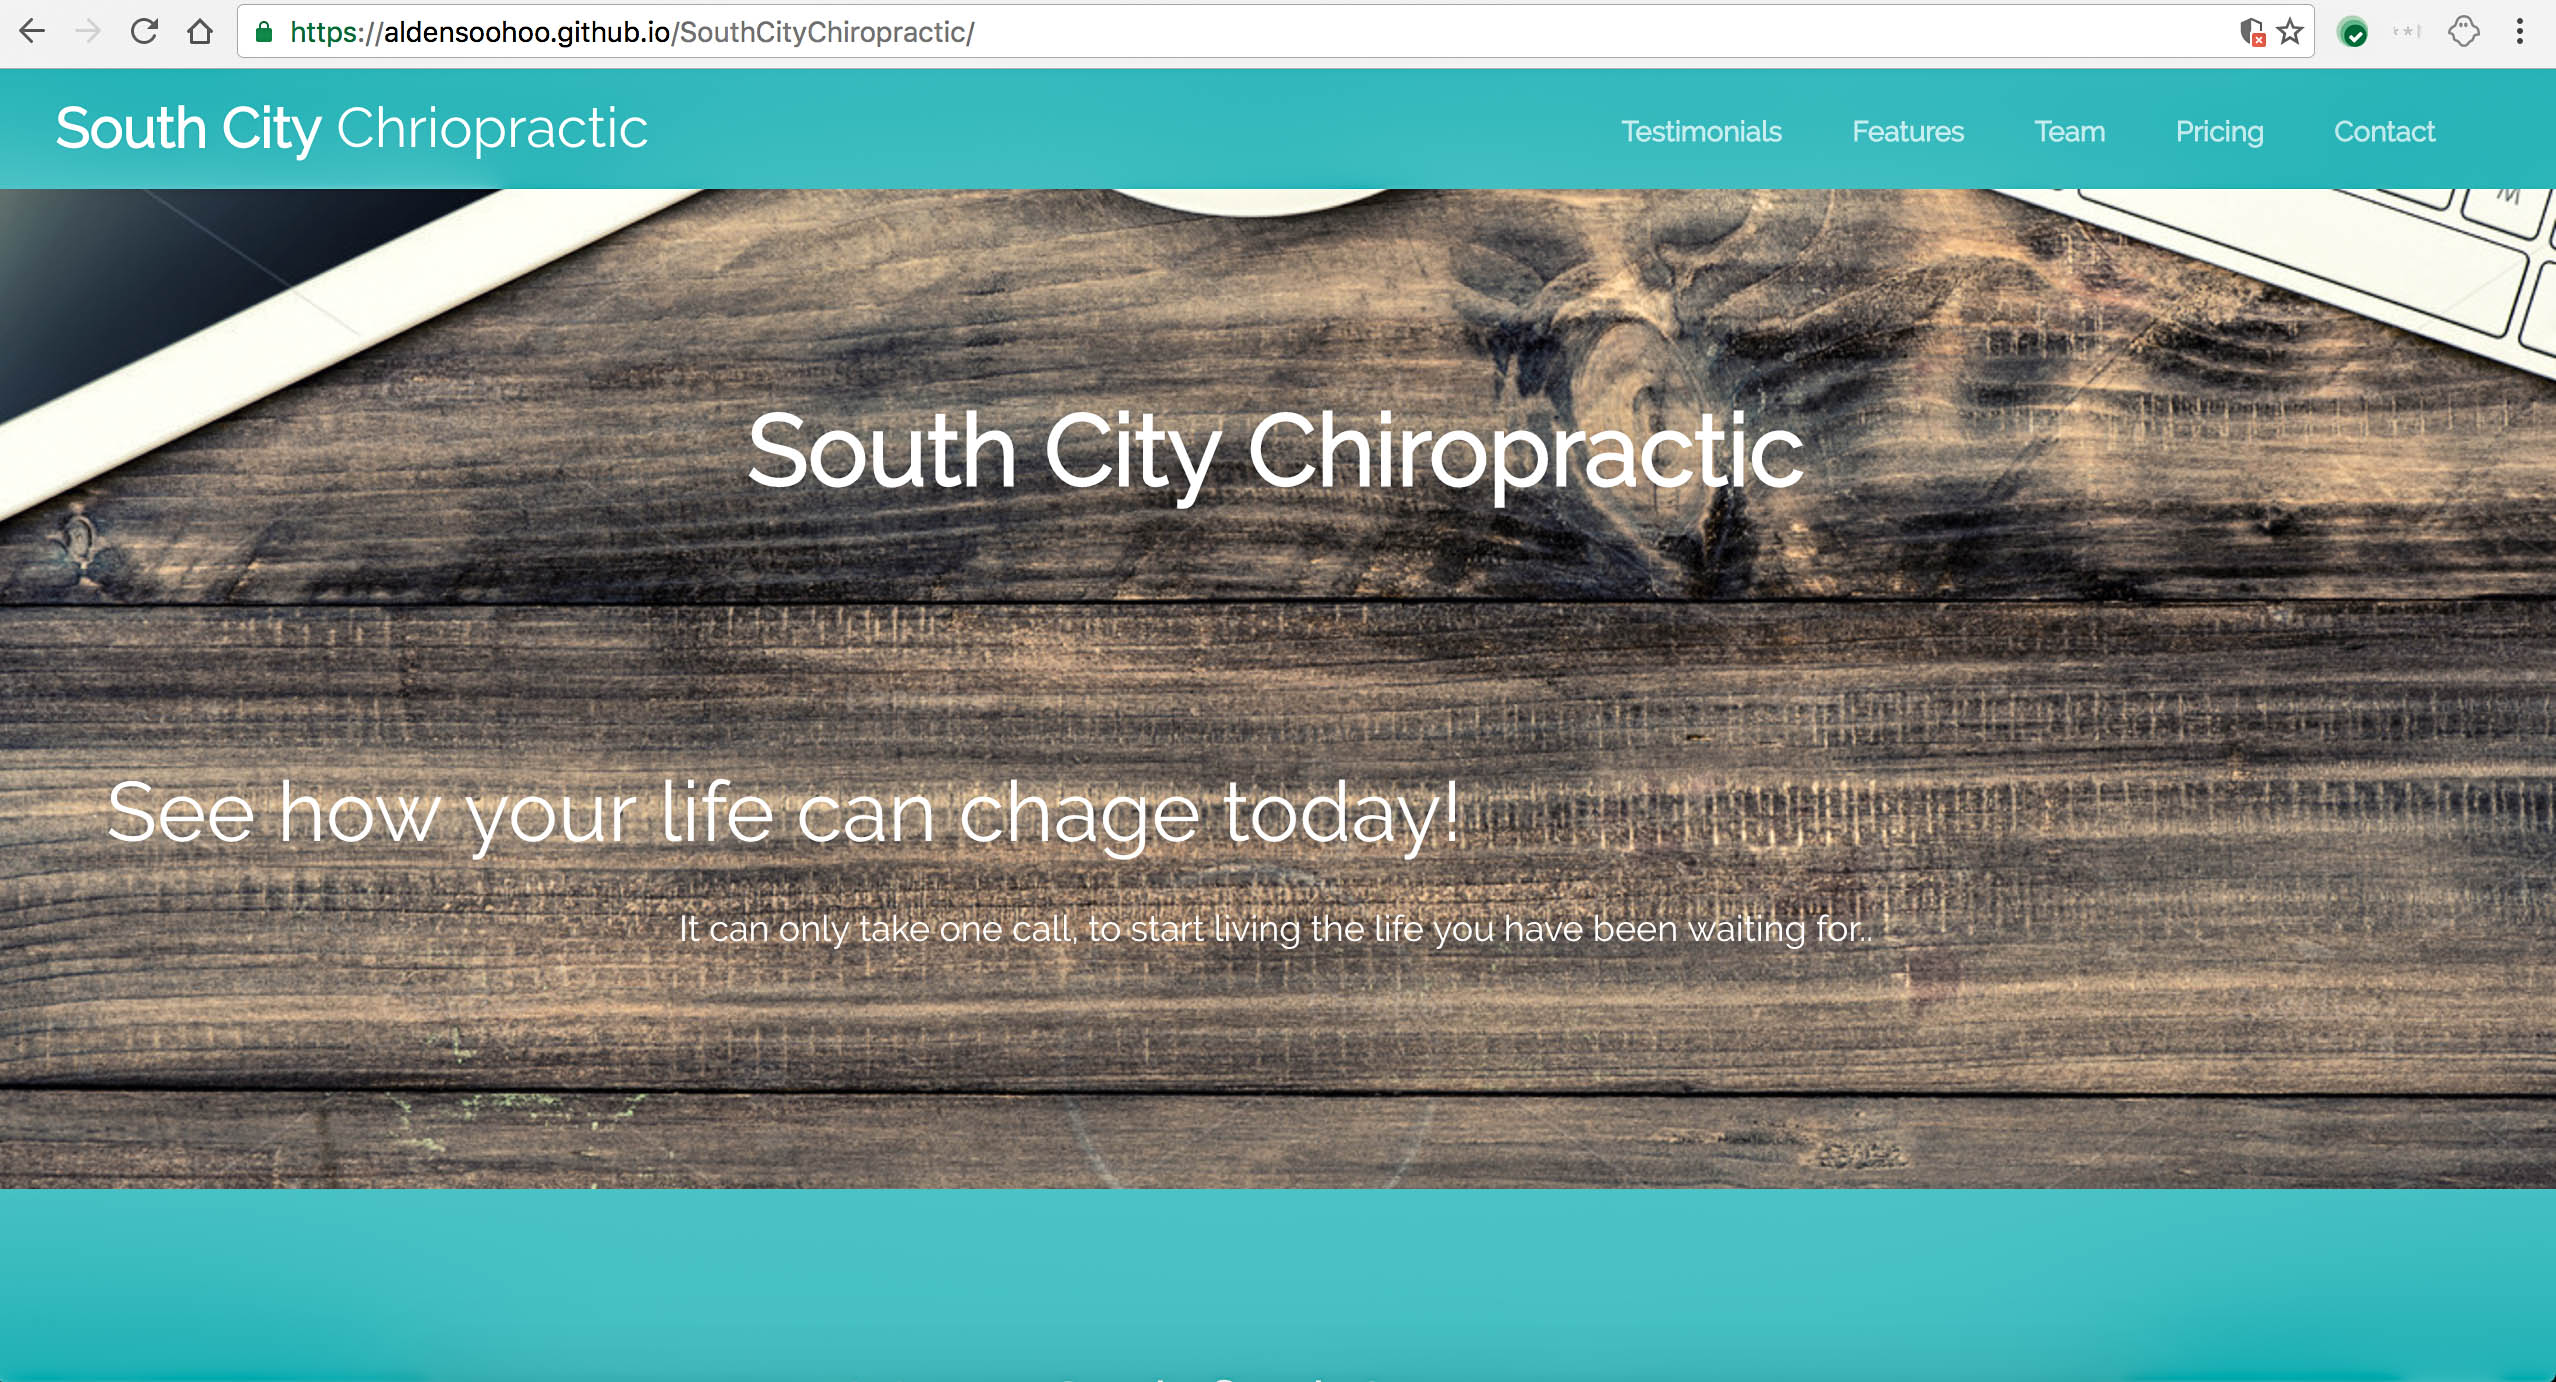 https://aldensoohoo.github.io/SouthCityChiropractic/
South City Chriopractic Testimonials Features Team Pricing Contact
M
South City Chiropractic
See how your life can chage today!
It can only take one call, to start living the life you have been waiting for..